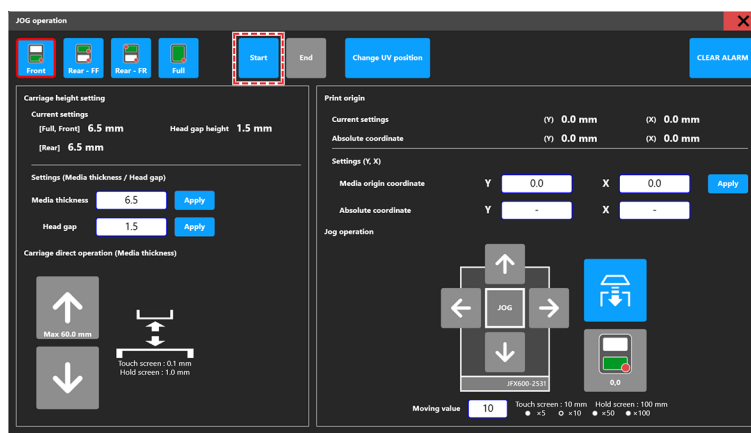 JOG operation
Front Rear - FF Rear - FR Full Start End Change UV position CLEAR ALARM
Carriage height setting
Current settings
[Full, Front] 6.5 mm Head gap height 1.5 mm
[Rear] 6.5 mm
Settings (Media thickness / Head gap)
Media thickness 6.5 Apply
Head gap 1.5 Apply
Carriage direct operation (Media thickness)
Max 60.0 mm
Touch screen : 0.1 mm
Hold screen : 1.0 mm
Print origin
Current settings (Y) 0.0 mm (X) 0.0 mm
Absolute coordinate (Y) 0.0 mm (X) 0.0 mm
Settings (Y, X)
Media origin coordinate Y 0.0 X 0.0 Apply
Absolute coordinate Y - X -
Jog operation
JOG
JFX600-2531
0,0
Moving value 10 Touch screen : 10 mm Hold screen : 100 mm
×5 ×10 ×50 ×100